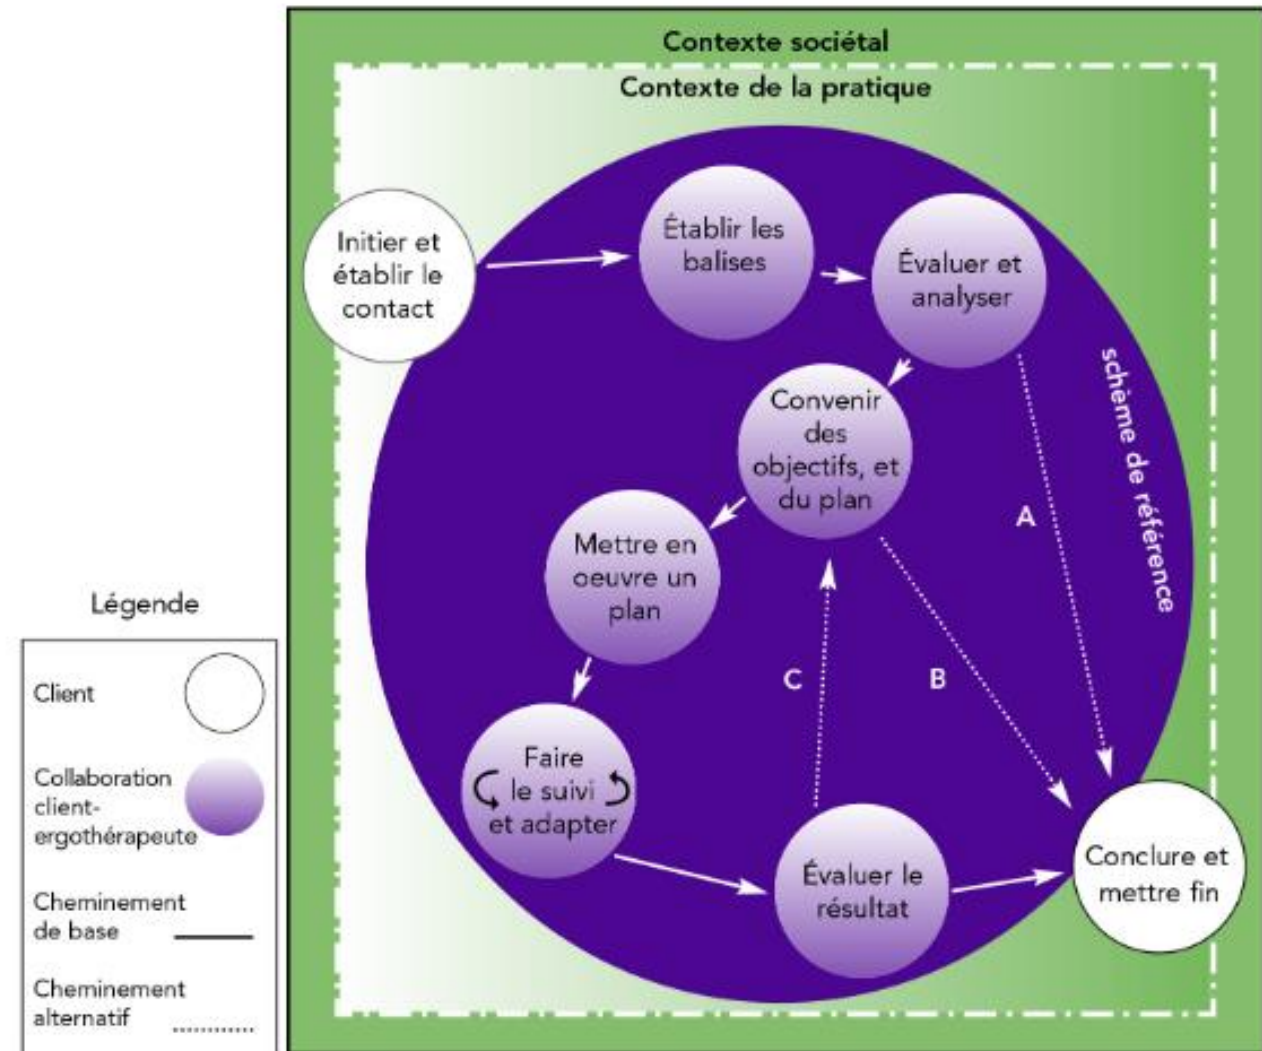 Contexte sociétal
Contexte de la pratique
Initier et
établir le
contact
Établir les
balises
Évaluer et
analyser
Convenir
des
objectifs, et
du plan
Mettre en
oeuvre un
plan
Faire
le suivi
et adapter
Évaluer le
résultat
Conclure et
mettre fin
schème de référence
A
B
C
Légende
Client
Collaboration
client-
ergothérapeute
Cheminement
de base
Cheminement
alternatif